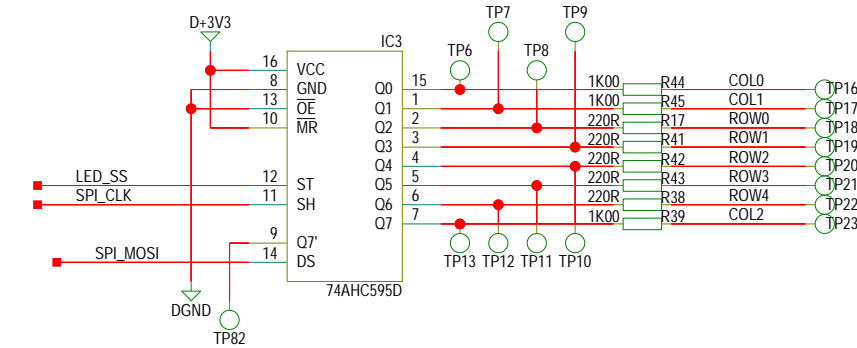 TP7 TP9
D+3V3
IC3 TP6 TP8
16 VCC
8 GND Q0 15 1K00 R44 COL0 TP16
13 OE Q1 1 1K00 R45 COL1 TP17
10 MR Q2 2 220R R17 ROW0 TP18
Q3 3 220R R41 ROW1 TP19
Q4 4 220R R42 ROW2 TP20
LED_SS 12 ST Q5 5 220R R43 ROW3 TP21
SPI_CLK 11 SH Q6 6 220R R38 ROW4 TP22
Q7 7 1K00 R39 COL2 TP23
9 Q7'
SPI_MOSI 14 DS TP13 TP12 TP11 TP10
74AHC595D
DGND
TP82